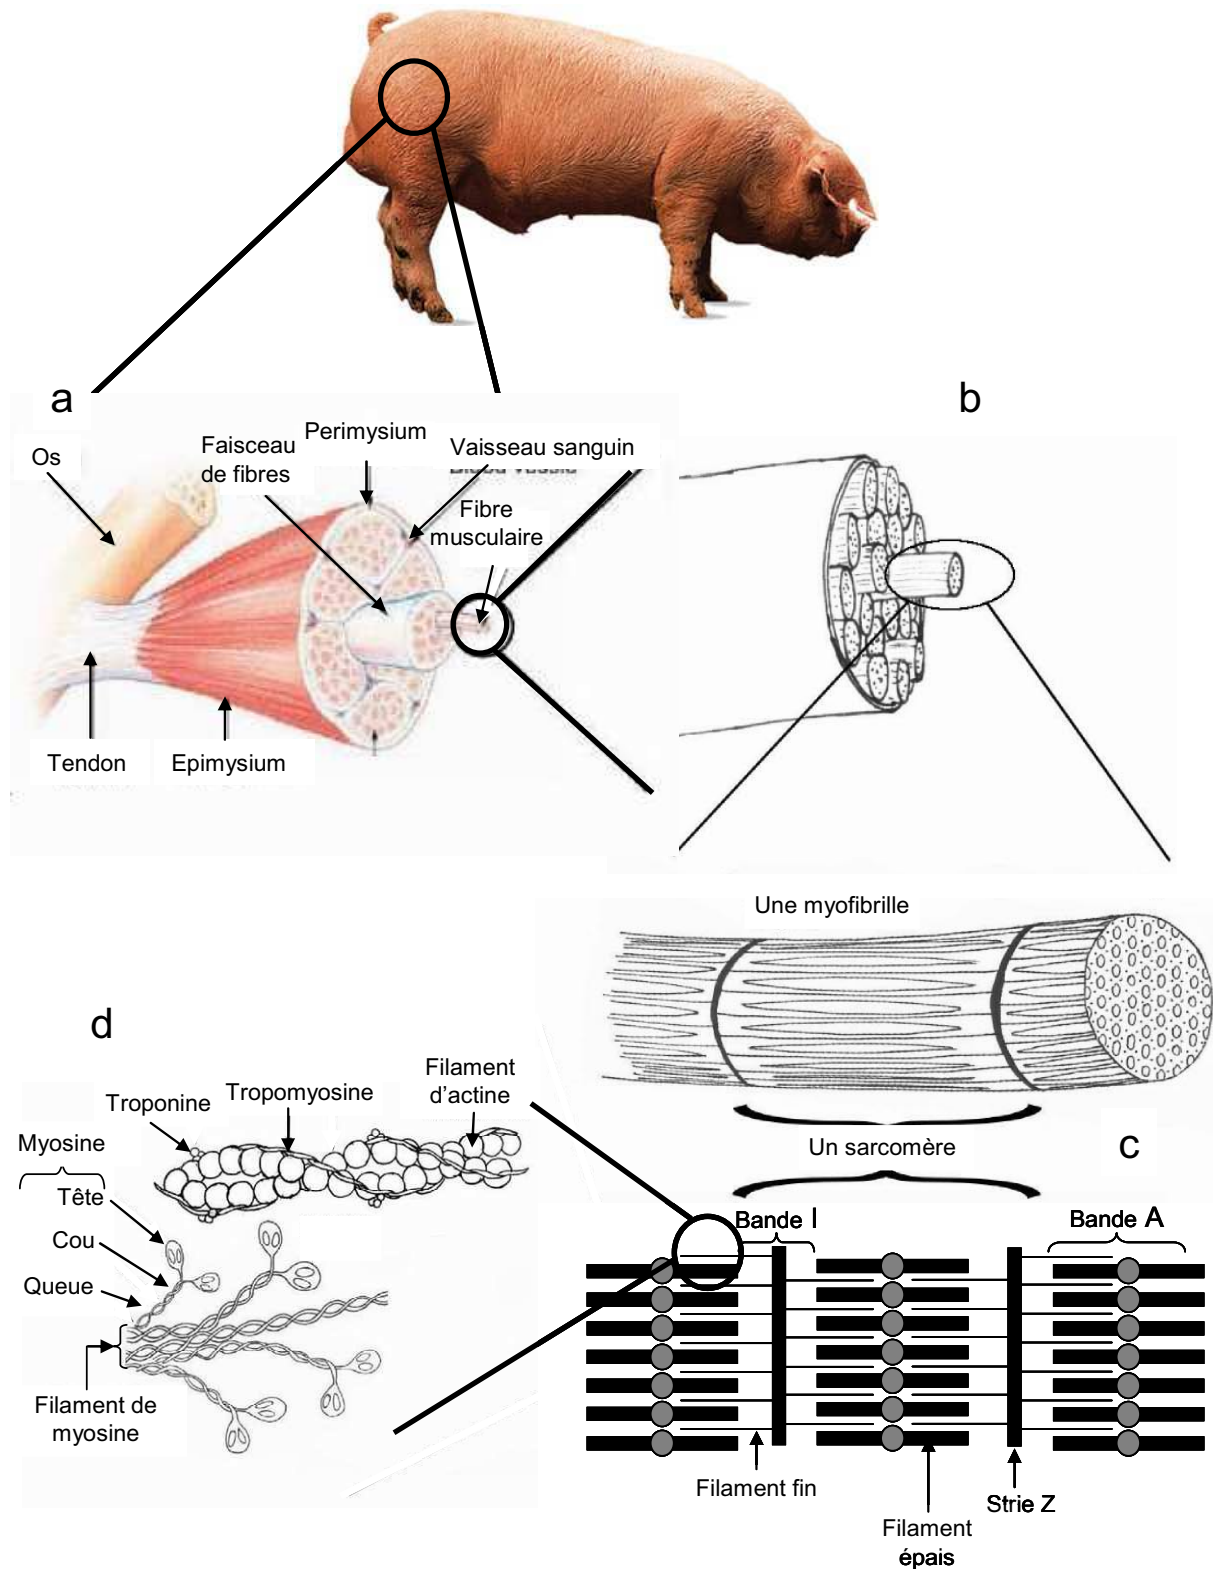 a
b
Os
Faisceau
de fibres
Perimysium
Vaisseau sanguin
Fibre
musculaire
Tendon
Epimysium
Une myofibrille
d
Troponine
Tropomyosine
Filament
d'actine
Myosine
Tête
Cou
Queue
Filament de
myosine
Un sarcomère
c
Bande I
Bande A
Filament fin
Strie Z
Filament
épais